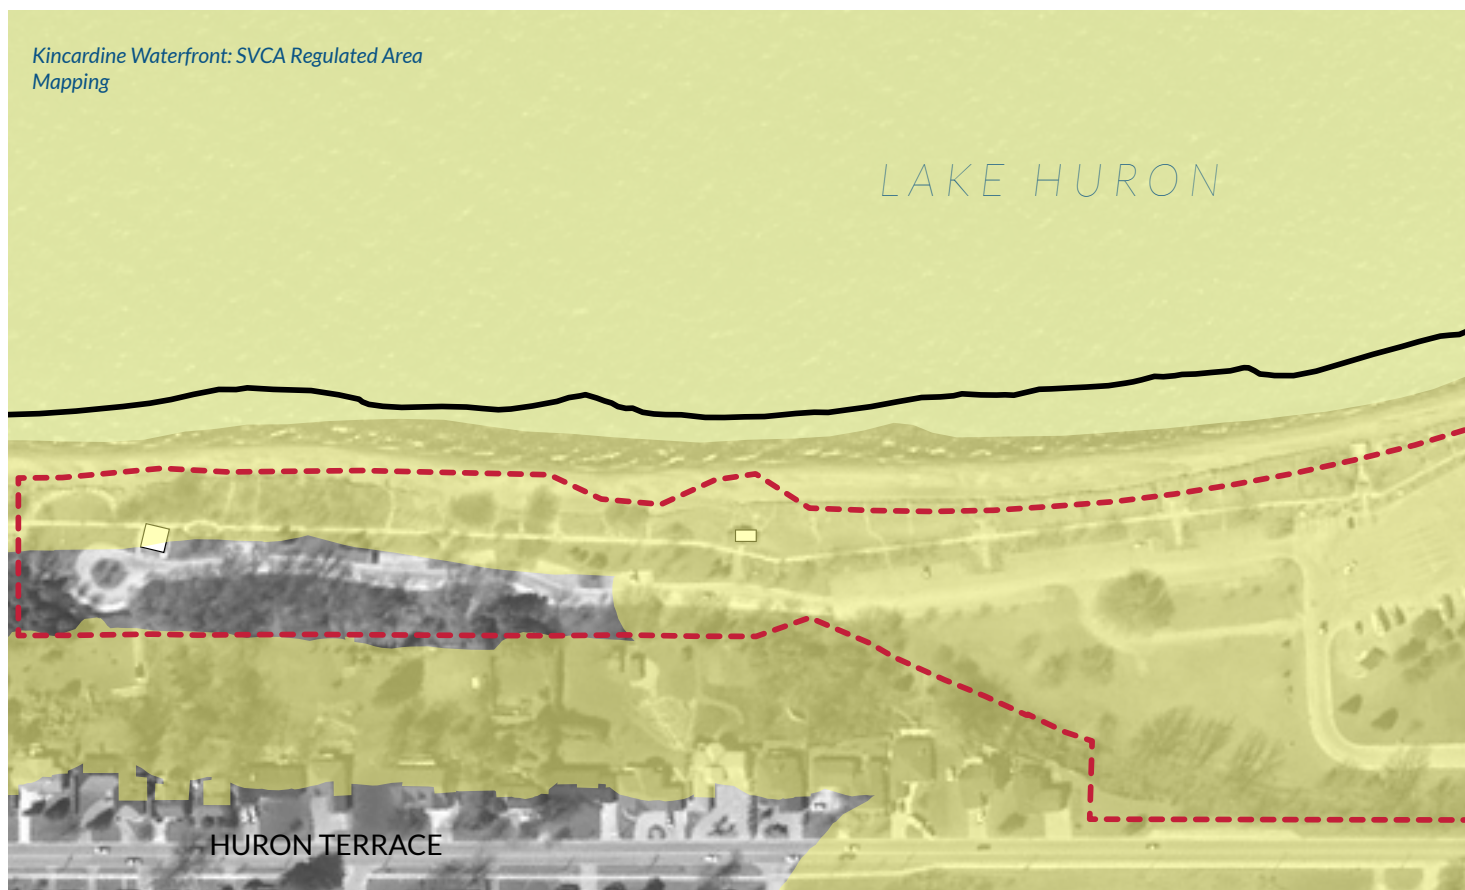 Kincardine Waterfront: SVCA Regulated Area
Mapping
LAKE HURON
HURON TERRACE